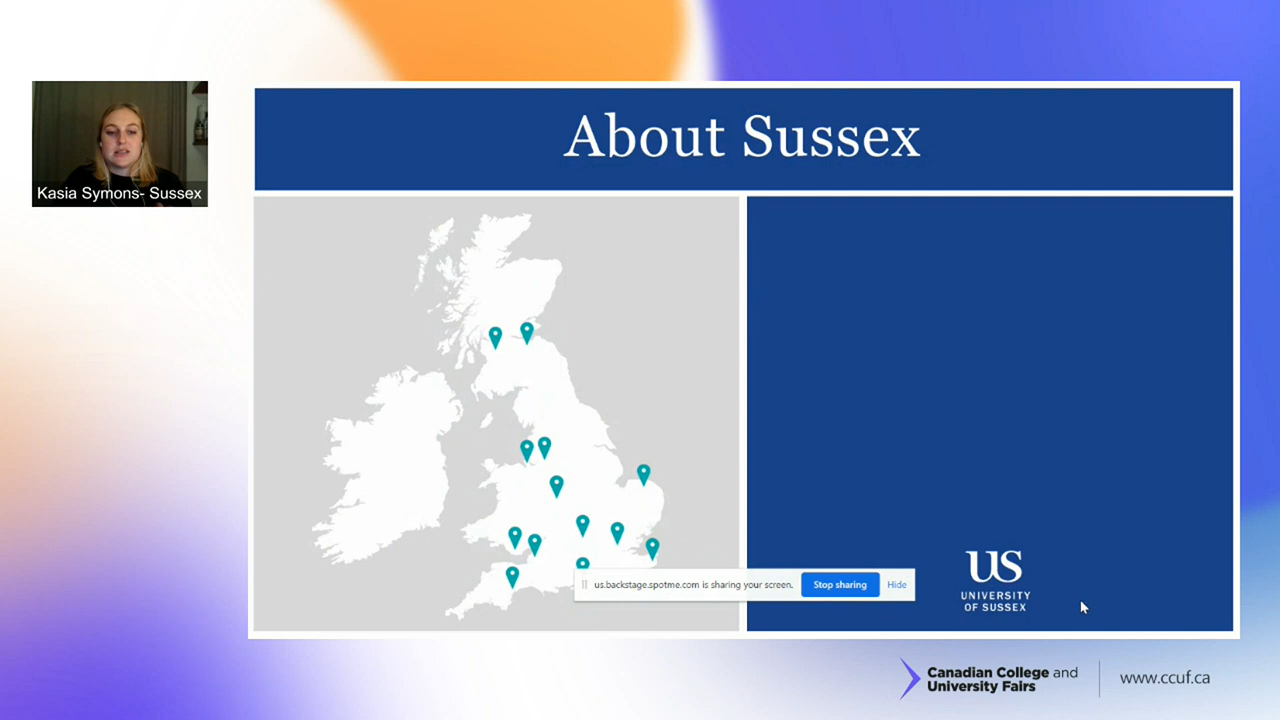 About Sussex
Kasia Symons- Sussex
us.backstage.spotme.com is sharing your screen.
Stop sharing
Hide
US
UNIVERSITY
OF SUSSEX
Canadian College and
University Fairs
www.ccuf.ca